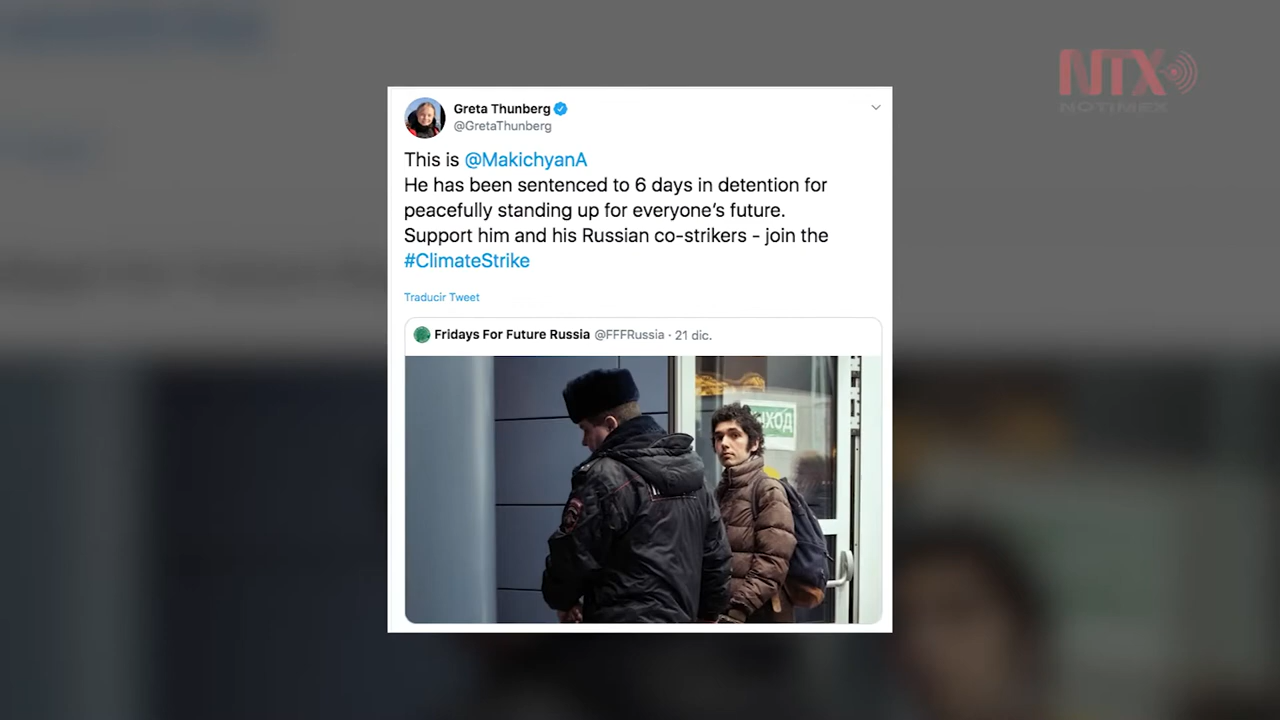 NTX
NOTIMEX
Greta Thunberg
@GretaThunberg
This is @MakichyanA
He has been sentenced to 6 days in detention for
peacefully standing up for everyone’s future.
Support him and his Russian co-strikers - join the
#ClimateStrike
Traducir Tweet
Fridays For Future Russia @FFFRussia · 21 dic.
ВЫХОД